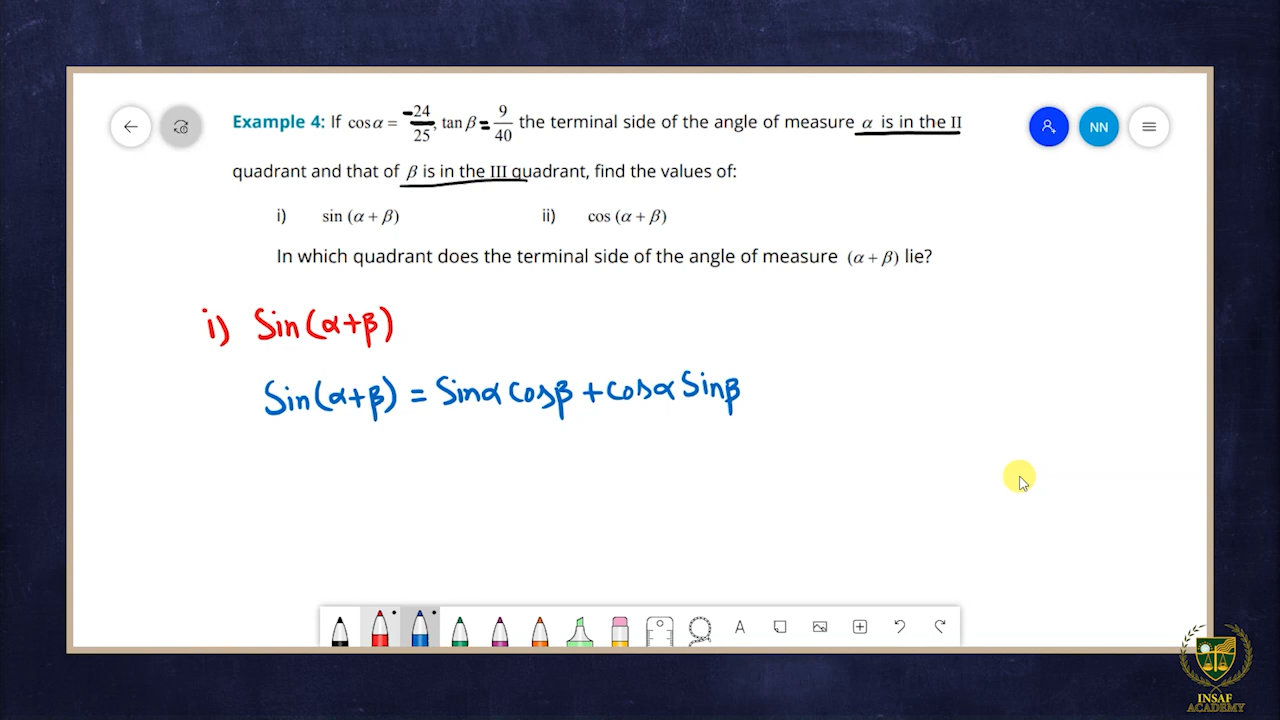 Example 4: If cos α = -24/25, tan β = 9/40 the terminal side of the angle of measure α is in the II
quadrant and that of β is in the III quadrant, find the values of:
i) sin (α + β) ii) cos (α + β)
In which quadrant does the terminal side of the angle of measure (α + β) lie?
NN
i) Sin(α+β)
Sin(α+β) = Sinα Cosβ + Cosα Sinβ
A
INSAF
ACADEMY